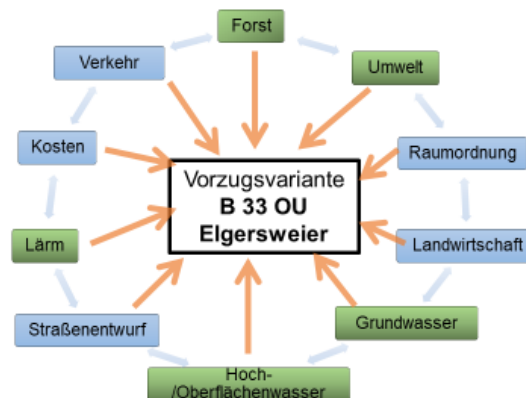 Forst
Verkehr
Umwelt
Kosten
Raumordnung
Vorzugsvariante
B 33 OU
Elgersweier
Lärm
Landwirtschaft
Straßenentwurf
Grundwasser
Hoch-
/Oberflächenwasser